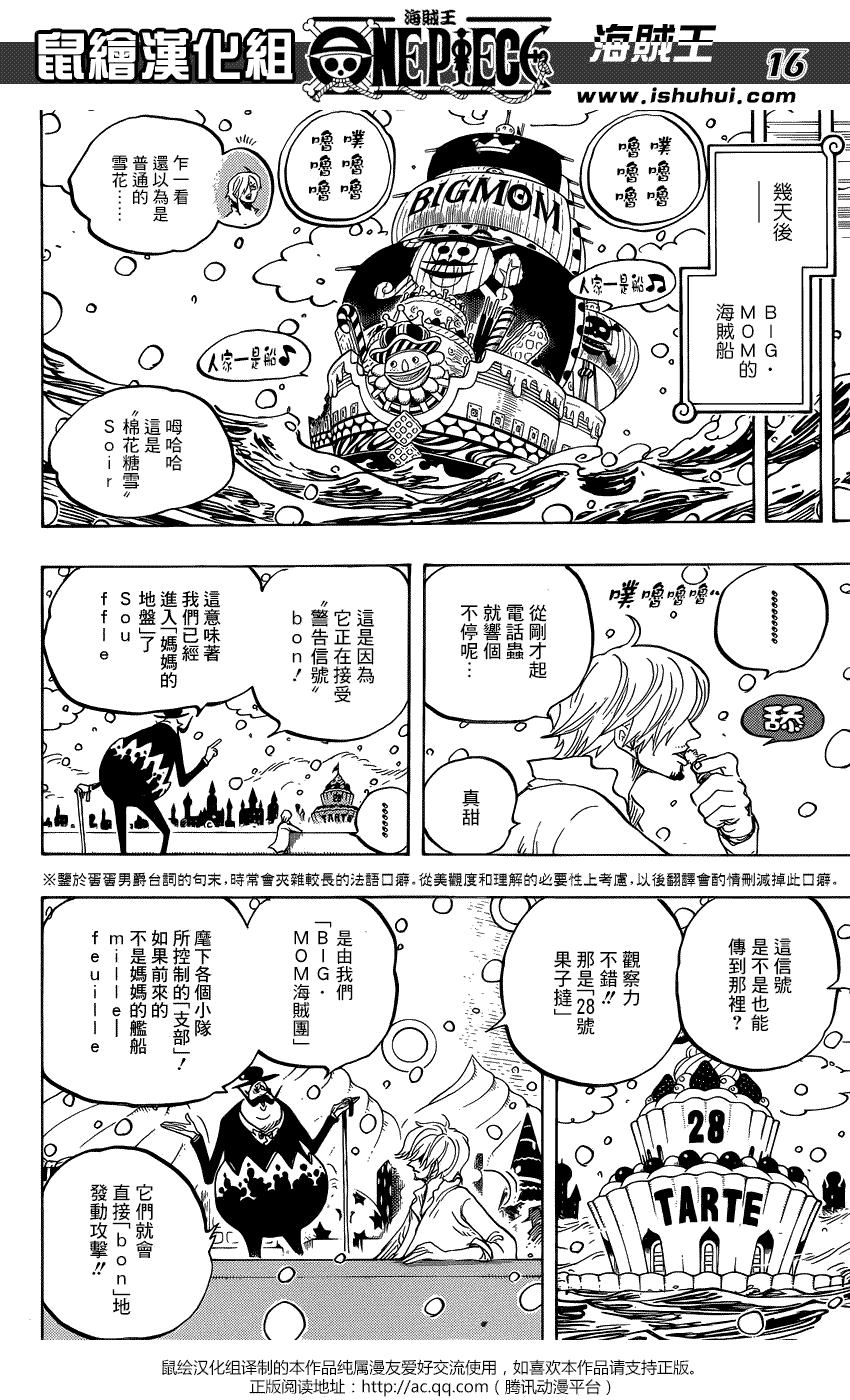 鼠繪漢化組
海賊王
ONE PIECE
海賊王
16
www.ishuhui.com
幾天後
——
BIG・
MOM的
海賊船
噗嚕
嚕嚕
嚕嚕
嚕嚕
嚕嚕
嚕嚕
乍一看
還以為是
普通的
雪花……
BIGMOM
人家一是船♫
人家一是船♪
呣哈哈
這是
〝棉花糖雪〞
Soir
………
噗嚕嚕嚕
舔
從剛才起
電話蟲
就響個
不停呢…
真甜
這是因為
它正在接受
〝警告信號〞
bon!
這意味著
我們已經
進入「媽媽的
地盤」了
Sou
ffle
TARTE
………
※鑒於蛋蛋男爵台詞的句末,時常會夾雜較長的法語口癖。從美觀度和理解的必要性上考慮,以後翻譯會酌情刪減掉此口癖。
這信號
是不是也能
傳到那裡?
觀察力
不錯!!
那是「28號
果子撻」
28
TARTE
是由我們
「BIG・
MOM海賊團」
麾下各個小隊
所控制的「支部」!
如果前來的
不是媽媽的艦船
mille—
feuille
它們就會
直接「bon」地
發動攻擊!!
鼠绘汉化组译制的本作品纯属漫友爱好交流使用，如喜欢本作品请支持正版。
正版阅读地址：http://ac.qq.com（腾讯动漫平台）